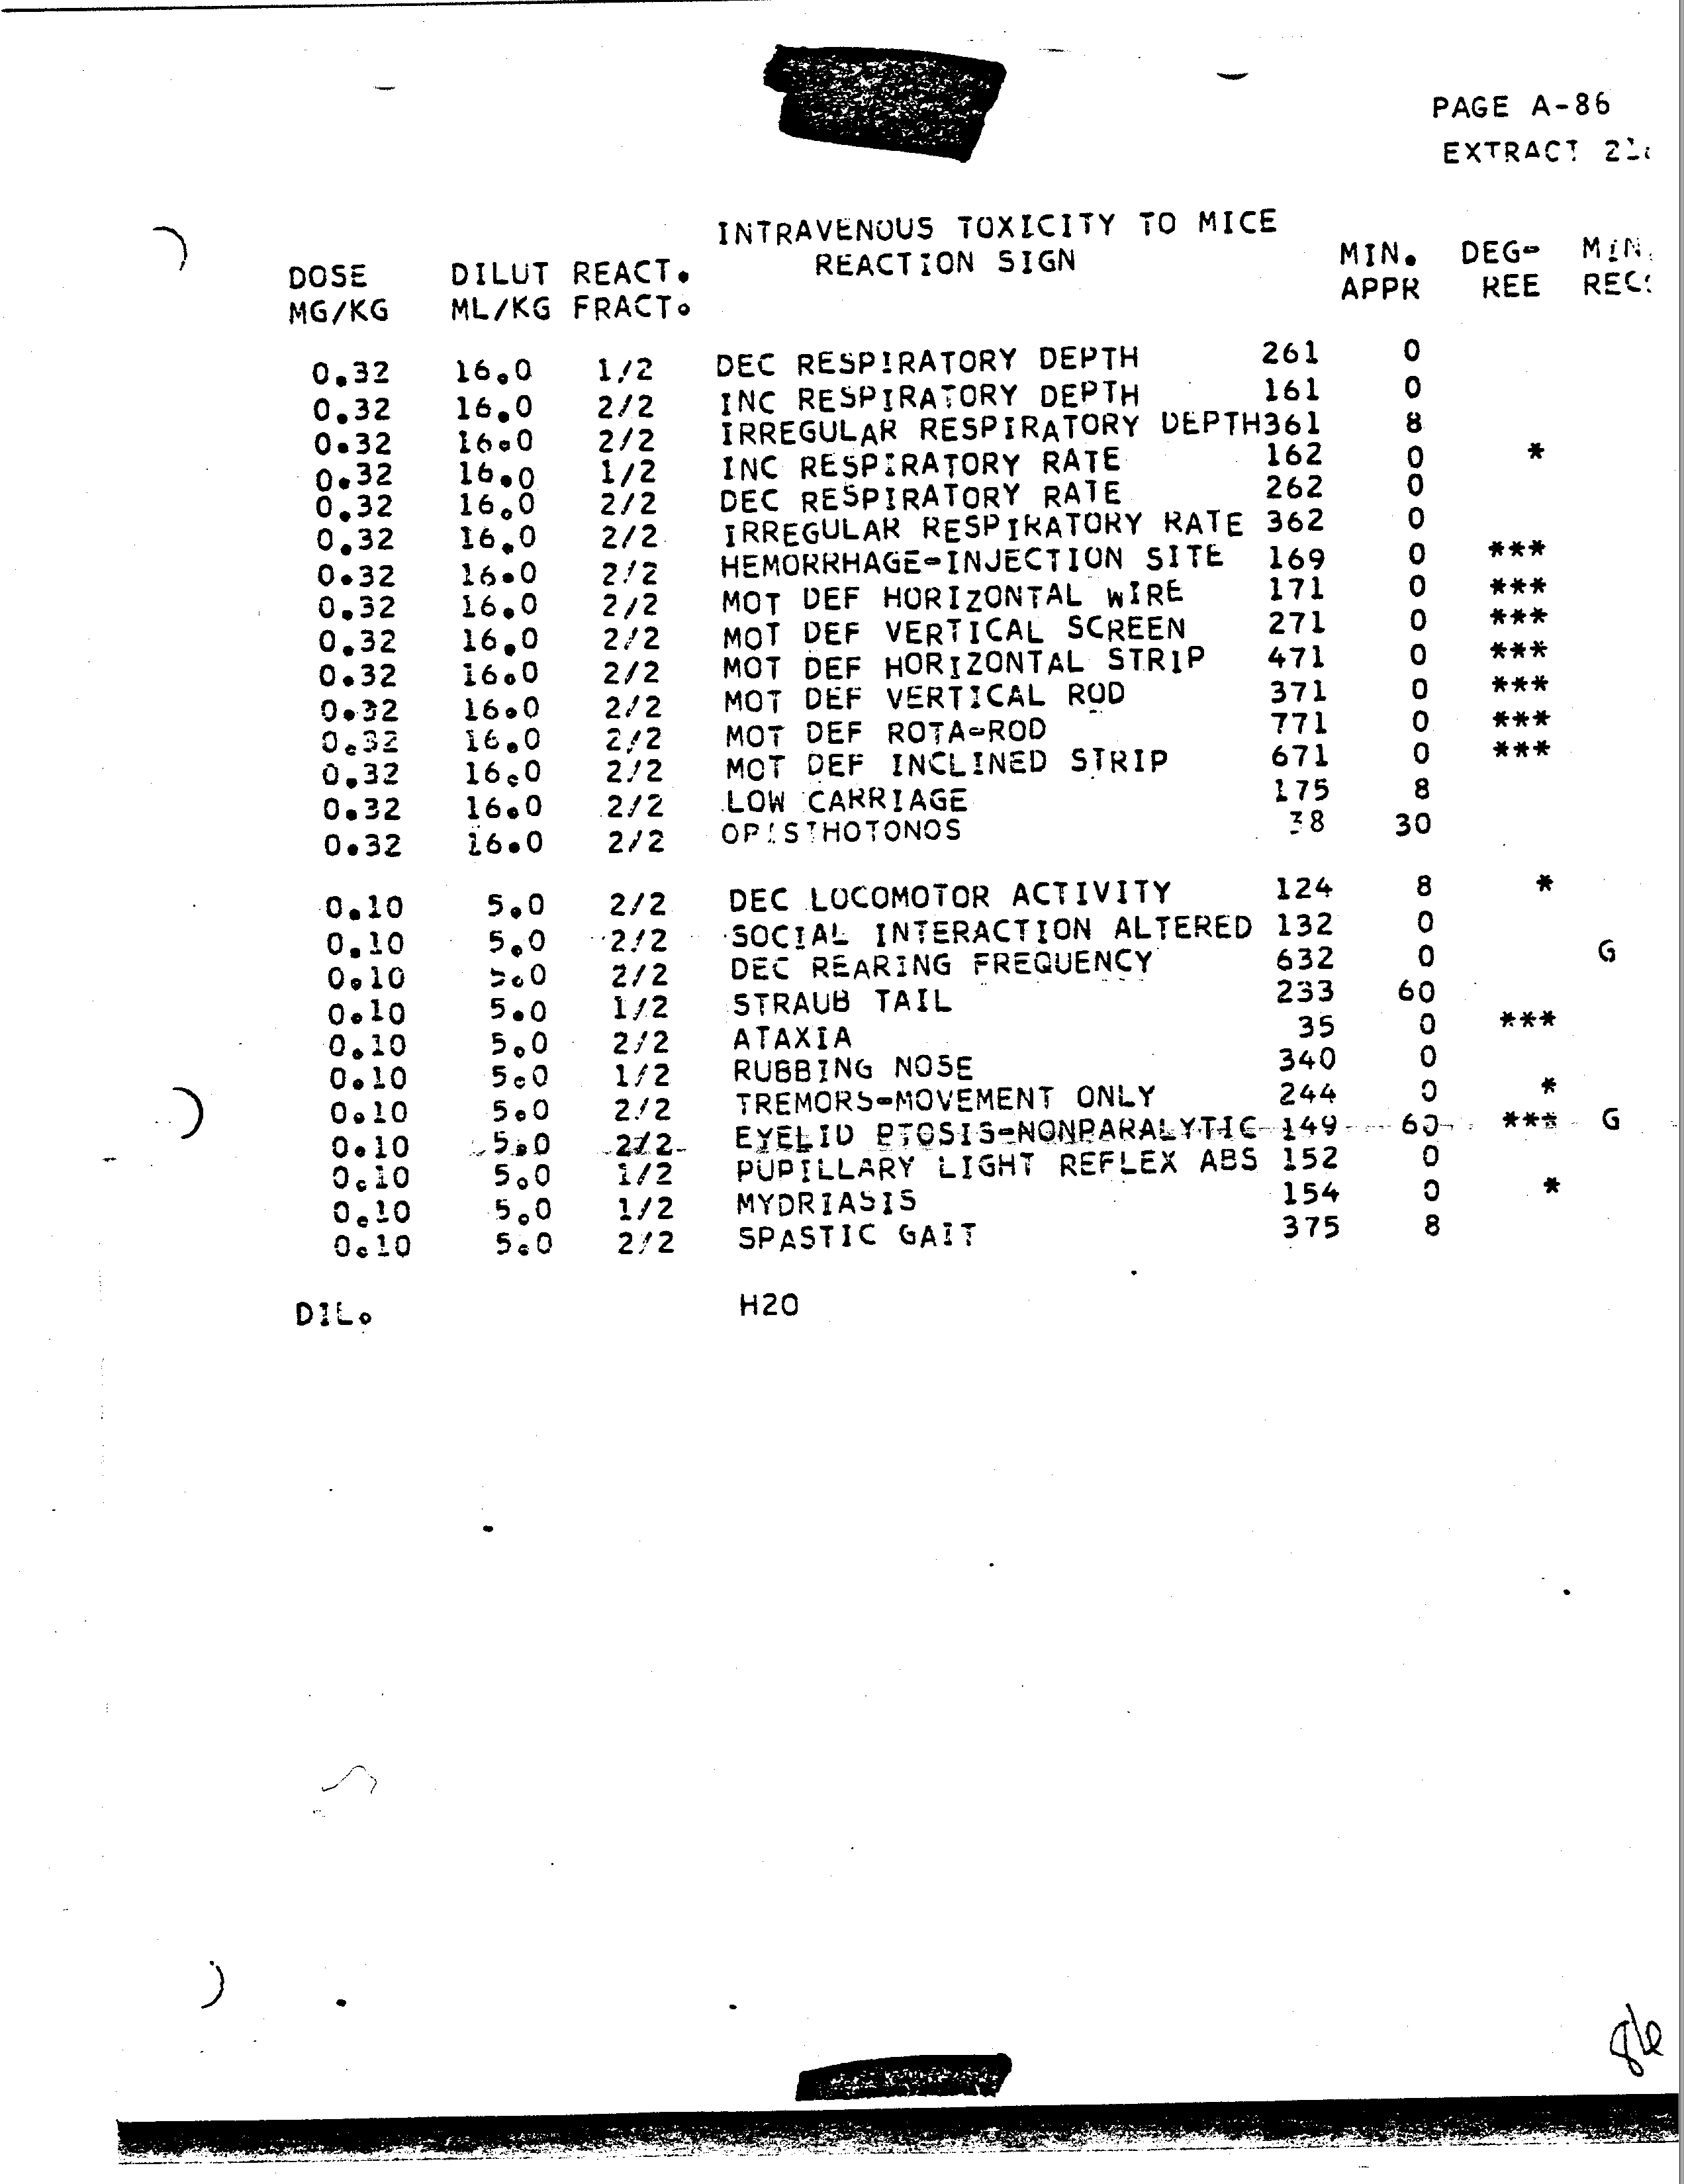 PAGE A-86
EXTRACT
INTRAVENOUS TOXICITY TO MICE
DOSE DILUT REACT. REACTION SIGN MIN. DEG- MIN.
MG/KG ML/KG FRACT. APPR REE
0.32 16.0 1/2 DEC RESPIRATORY DEPTH 261 0
0.32 16.0 2/2 INC RESPIRATORY DEPTH 161 0
0.32 16.0 2/2 IRREGULAR RESPIRATORY DEPTH361 8
0.32 16.0 1/2 INC RESPIRATORY RATE 162 0 *
0.32 16.0 2/2 DEC RESPIRATORY RATE 262 0
0.32 16.0 2/2 IRREGULAR RESPIRATORY RATE 362 0
0.32 16.0 2/2 HEMORRHAGE-INJECTION SITE 169 0 ***
0.32 16.0 2/2 MOT DEF HORIZONTAL WIRE 171 0 ***
0.32 16.0 2/2 MOT DEF VERTICAL SCREEN 271 0 ***
0.32 16.0 2/2 MOT DEF HORIZONTAL STRIP 471 0 ***
0.32 16.0 2/2 MOT DEF VERTICAL ROD 371 0 ***
0.32 16.0 2/2 MOT DEF ROTA-ROD 771 0 ***
0.32 16.0 2/2 MOT DEF INCLINED STRIP 671 0 ***
0.32 16.0 2/2 LOW CARRIAGE 175 8
0.32 16.0 2/2 OPISTHOTONOS 38 30
0.10 5.0 2/2 DEC LOCOMOTOR ACTIVITY 124 8 *
0.10 5.0 2/2 SOCIAL INTERACTION ALTERED 132 0
0.10 5.0 2/2 DEC REARING FREQUENCY 632 0 G
0.10 5.0 1/2 STRAUB TAIL 233 60
0.10 5.0 2/2 ATAXIA 35 0 ***
0.10 5.0 1/2 RUBBING NOSE 340 0
0.10 5.0 2/2 TREMORS-MOVEMENT ONLY 244 0 *
0.10 5.0 2/2 EYELID PTOSIS-NONPARALYTIC 149 60 *** G
0.10 5.0 1/2 PUPILLARY LIGHT REFLEX ABS 152 0
0.10 5.0 1/2 MYDRIASIS 154 0 *
0.10 5.0 2/2 SPASTIC GAIT 375 8
DIL. H2O
86